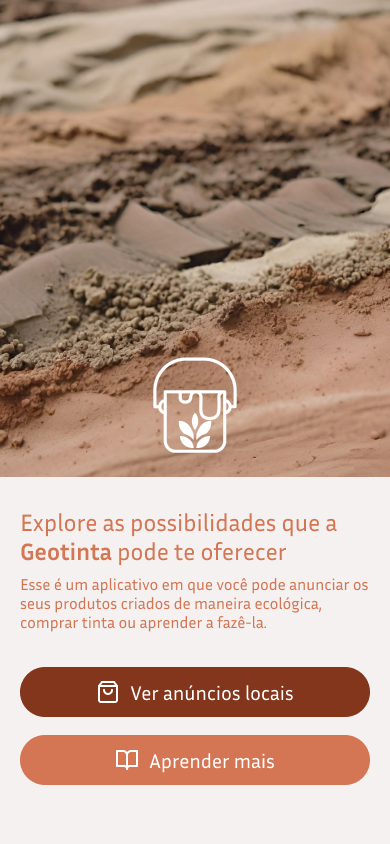 Explore as possibilidades que a
Geotinta pode te oferecer
Esse é um aplicativo em que você pode anunciar os
seus produtos criados de maneira ecológica,
comprar tinta ou aprender a fazê-la.
Ver anúncios locais
Aprender mais